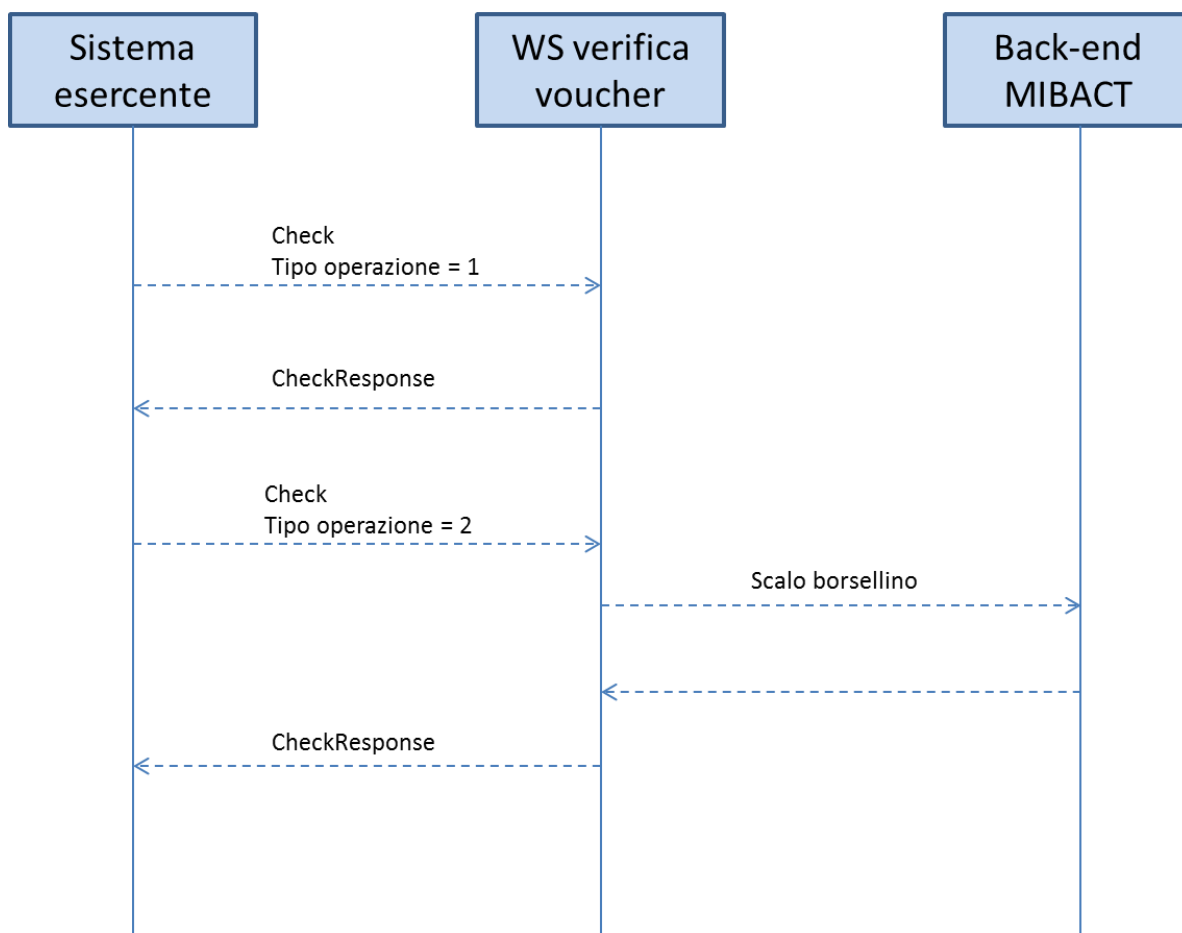 Sistema
esercente
WS verifica
voucher
Back-end
MIBACT
Check
Tipo operazione = 1
CheckResponse
Check
Tipo operazione = 2
Scalo borsellino
CheckResponse